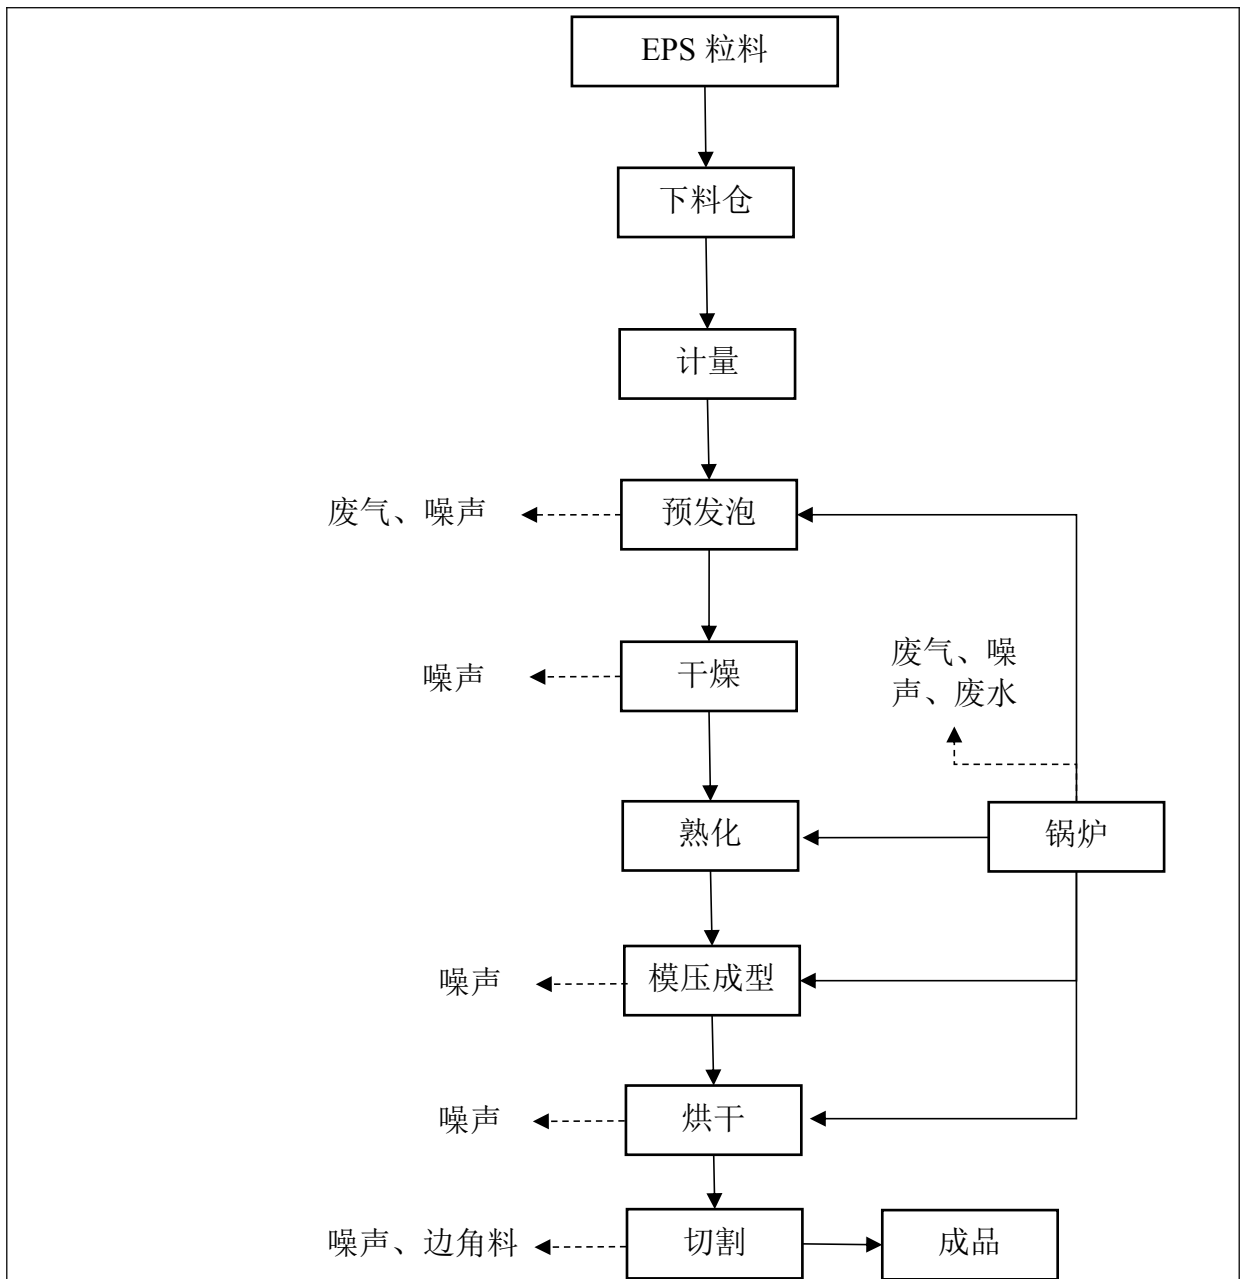 EPS 粒料
下料仓
计量
废气、噪声
预发泡
废气、噪
声、废水
噪声
干燥
熟化
锅炉
噪声
模压成型
噪声
烘干
噪声、边角料
切割
成品